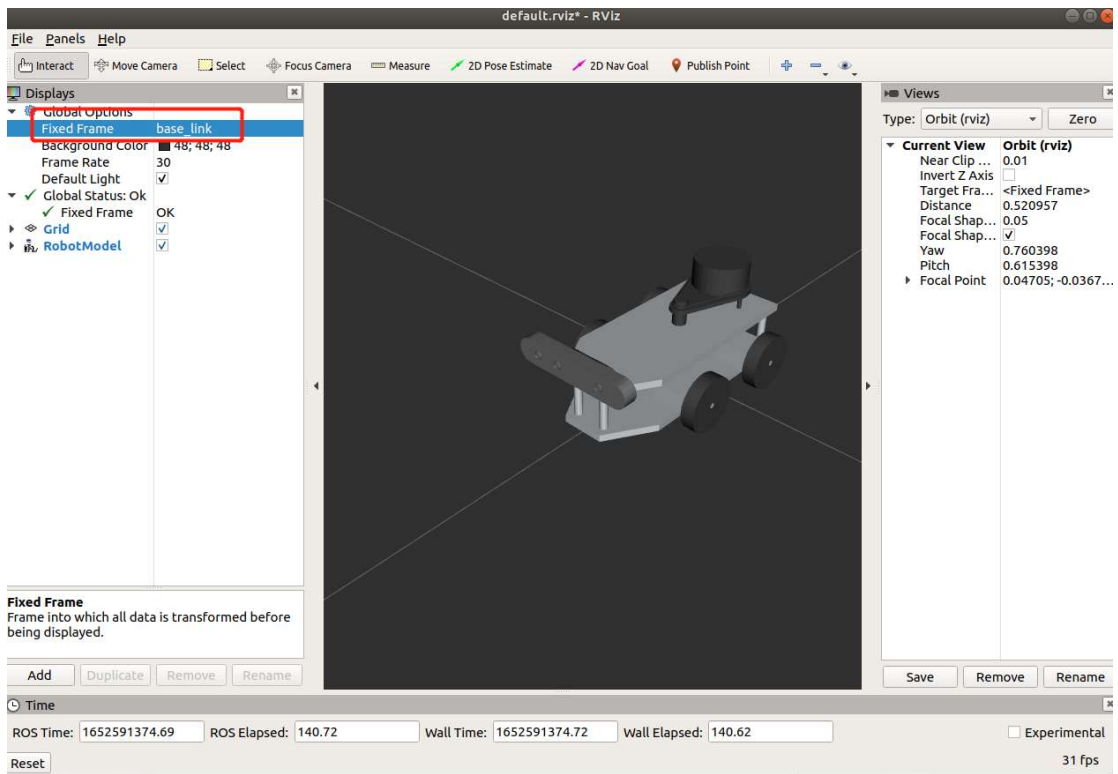 default.rviz* - RViz
File Panels Help
Interact Move Camera Select Focus Camera Measure 2D Pose Estimate 2D Nav Goal Publish Point
Displays
Global Options
Fixed Frame base_link
Background Color 48; 48; 48
Frame Rate 30
Default Light
Global Status: Ok
Fixed Frame OK
Grid
RobotModel
Fixed Frame
Frame into which all data is transformed before
being displayed.
Add Duplicate Remove Rename
Views
Type: Orbit (rviz) Zero
Current View Orbit (rviz)
Near Clip ... 0.01
Invert Z Axis
Target Fra... <Fixed Frame>
Distance 0.520957
Focal Shap... 0.05
Focal Shap...
Yaw 0.760398
Pitch 0.615398
Focal Point 0.04705; -0.0367...
Save Remove Rename
Time
ROS Time: 1652591374.69 ROS Elapsed: 140.72 Wall Time: 1652591374.72 Wall Elapsed: 140.62 Experimental
Reset 31 fps